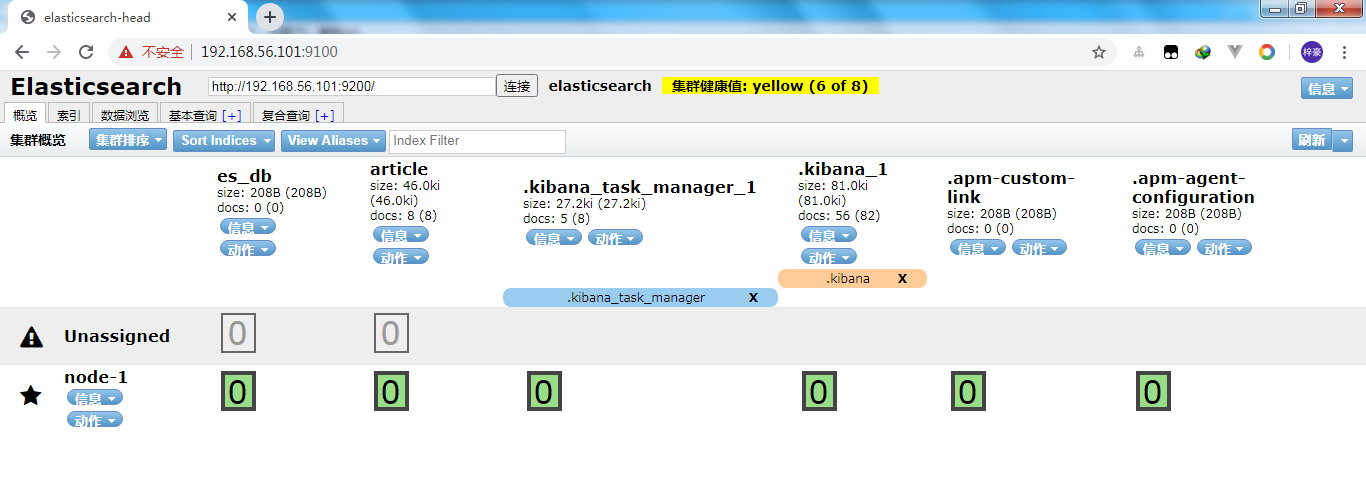 elasticsearch-head
不安全 192.168.56.101:9100
梓豪
Elasticsearch http://192.168.56.101:9200/ 连接 elasticsearch 集群健康值: yellow (6 of 8) 信息
概览 索引 数据浏览 基本查询 [+] 复合查询 [+]
集群概览 集群排序 Sort Indices View Aliases Index Filter 刷新
es_db
size: 208B (208B)
docs: 0 (0)
信息
动作
article
size: 46.0ki
(46.0ki)
docs: 8 (8)
信息
动作
.kibana_task_manager_1
size: 27.2ki (27.2ki)
docs: 5 (8)
信息 动作
.kibana_1
size: 81.0ki
(81.0ki)
docs: 56 (82)
信息
动作
.apm-custom-
link
size: 208B (208B)
docs: 0 (0)
信息 动作
.apm-agent-
configuration
size: 208B (208B)
docs: 0 (0)
信息 动作
.kibana X
.kibana_task_manager X
Unassigned 0 0
node-1 0 0 0 0 0 0
信息
动作